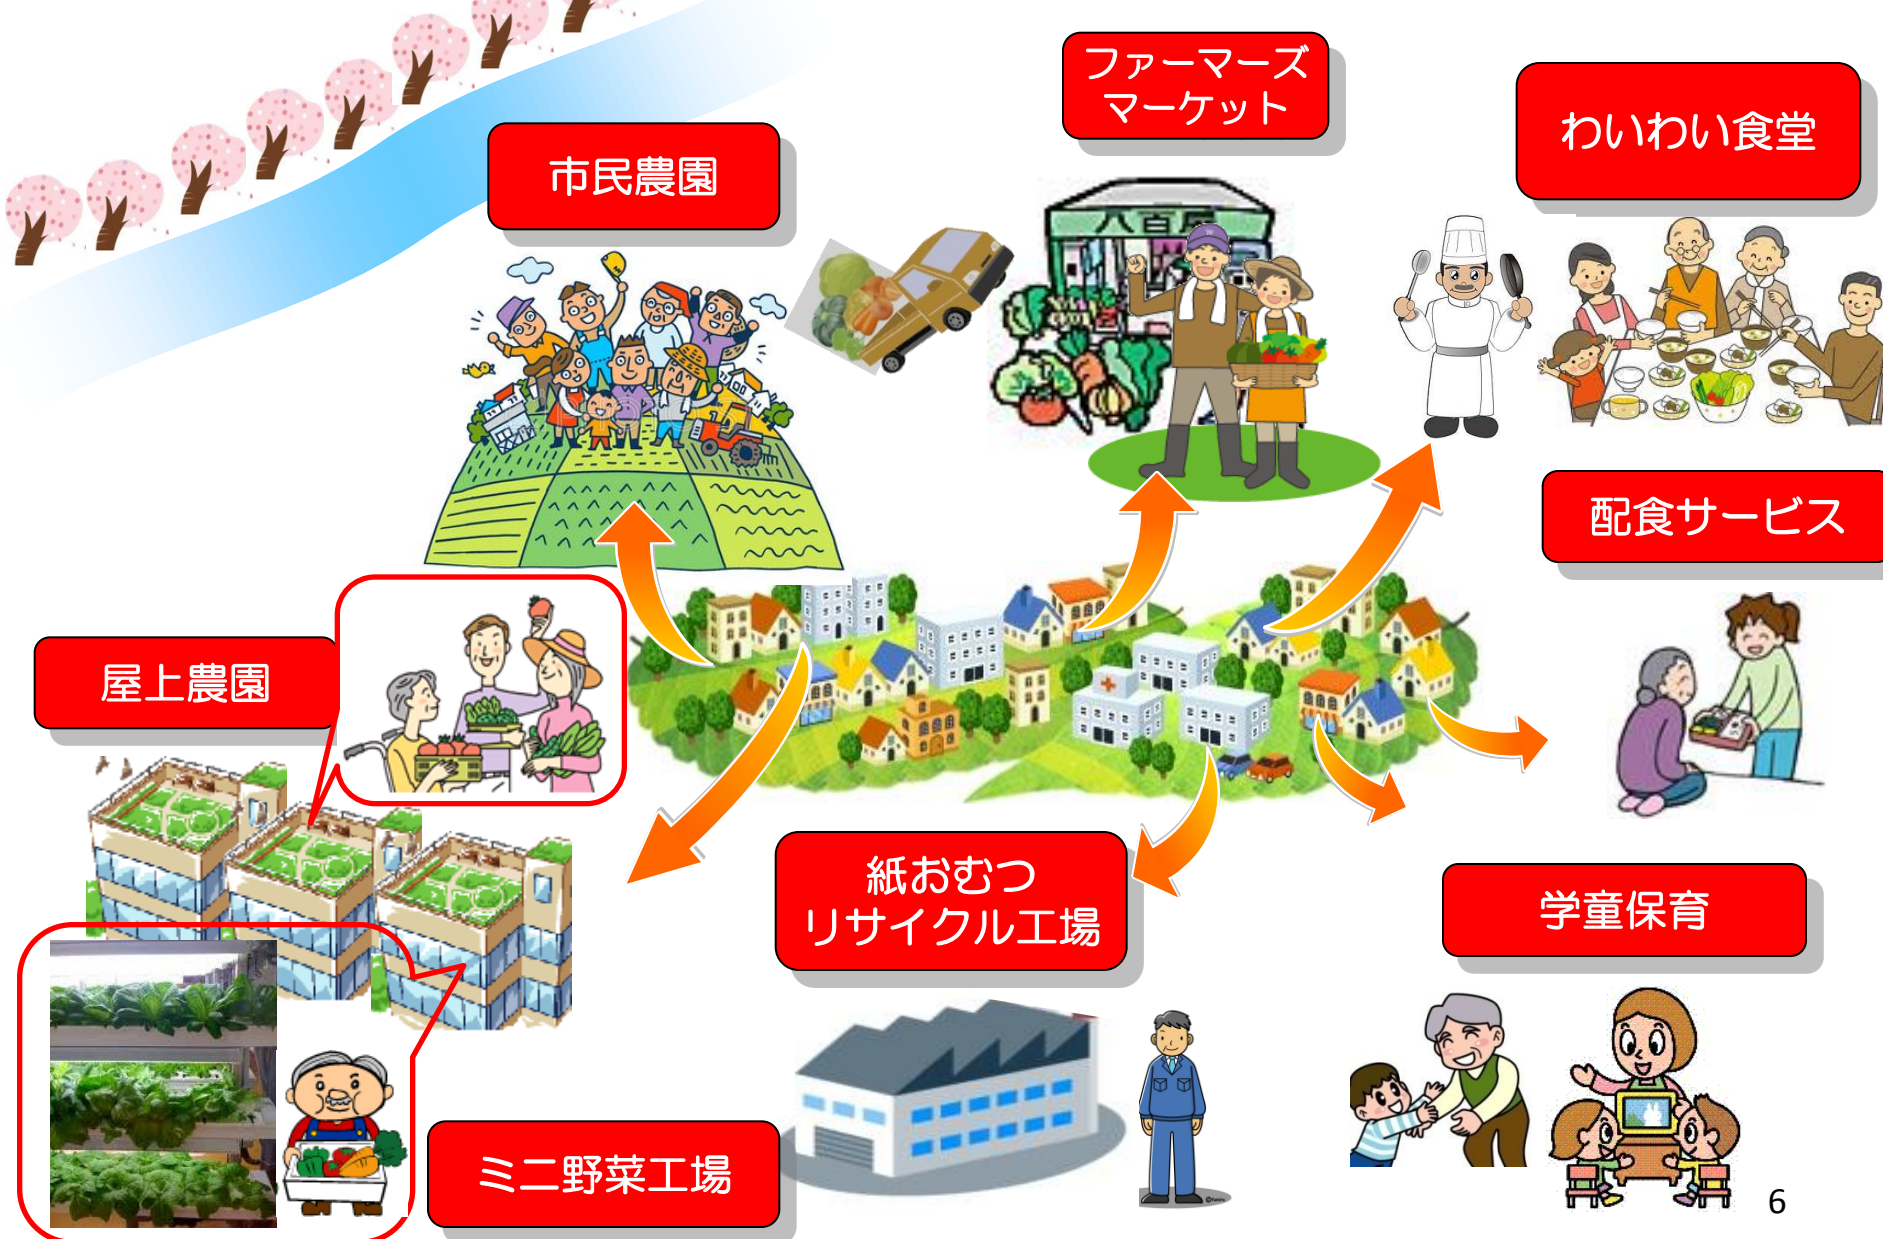 ファーマーズ
マーケット
わいわい食堂
市民農園
八百屋
配食サービス
屋上農園
紙おむつ
リサイクル工場
学童保育
ミニ野菜工場
6